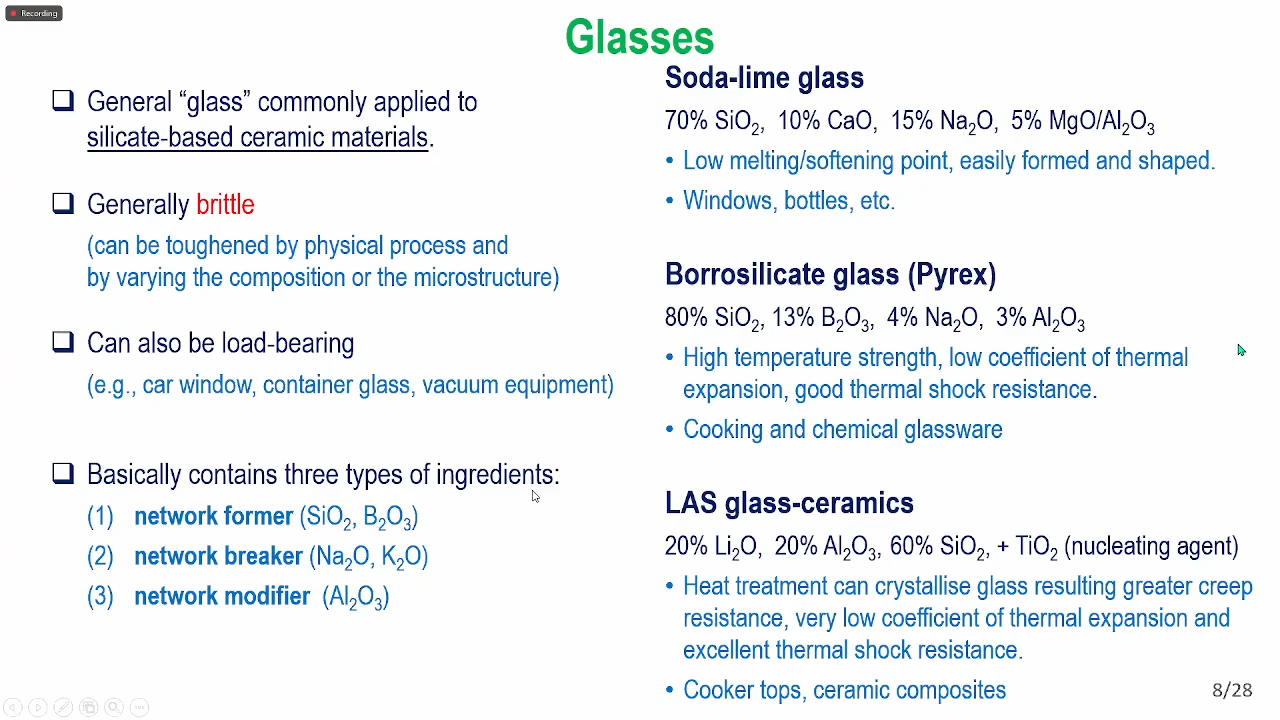 Recording
Glasses
❑ General “glass” commonly applied to
silicate-based ceramic materials.
❑ Generally brittle
(can be toughened by physical process and
by varying the composition or the microstructure)
❑ Can also be load-bearing
(e.g., car window, container glass, vacuum equipment)
❑ Basically contains three types of ingredients:
(1) network former (SiO₂, B₂O₃)
(2) network breaker (Na₂O, K₂O)
(3) network modifier (Al₂O₃)
Soda-lime glass
70% SiO₂, 10% CaO, 15% Na₂O, 5% MgO/Al₂O₃
• Low melting/softening point, easily formed and shaped.
• Windows, bottles, etc.
Borrosilicate glass (Pyrex)
80% SiO₂, 13% B₂O₃, 4% Na₂O, 3% Al₂O₃
• High temperature strength, low coefficient of thermal
expansion, good thermal shock resistance.
• Cooking and chemical glassware
LAS glass-ceramics
20% Li₂O, 20% Al₂O₃, 60% SiO₂, + TiO₂ (nucleating agent)
• Heat treatment can crystallise glass resulting greater creep
resistance, very low coefficient of thermal expansion and
excellent thermal shock resistance.
• Cooker tops, ceramic composites
8/28